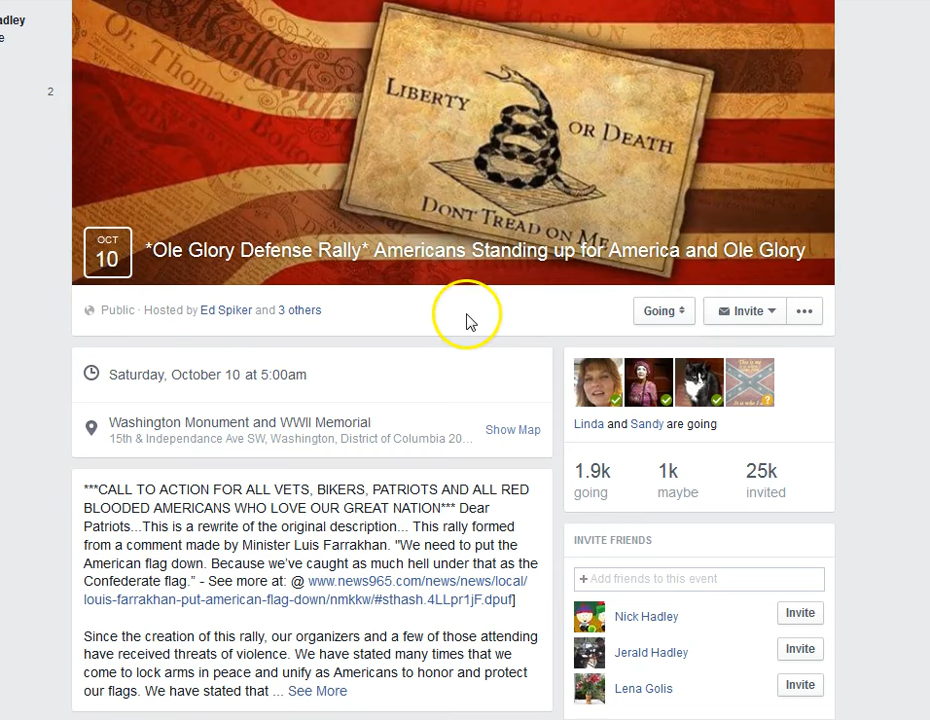 adley
e
2
LIBERTY
OR DEATH
DONT TREAD ON ME
OCT
10
*Ole Glory Defense Rally* Americans Standing up for America and Ole Glory
Public · Hosted by Ed Spiker and 3 others
Going
Invite
Saturday, October 10 at 5:00am
Washington Monument and WWII Memorial
15th & Independence Ave SW, Washington, District of Columbia 20...
Show Map
***CALL TO ACTION FOR ALL VETS, BIKERS, PATRIOTS AND ALL RED
BLOODED AMERICANS WHO LOVE OUR GREAT NATION*** Dear
Patriots...This is a rewrite of the original description... This rally formed
from a comment made by Minister Luis Farrakhan. "We need to put the
American flag down. Because we've caught as much hell under that as the
Confederate flag." - See more at: @ www.news965.com/news/news/local/
louis-farrakhan-put-american-flag-down/nmkkw/#sthash.4LLpr1jF.dpuf]
Since the creation of this rally, our organizers and a few of those attending
have received threats of violence. We have stated many times that we
come to lock arms in peace and unify as Americans to honor and protect
our flags. We have stated that ... See More
Linda and Sandy are going
1.9k
going
1k
maybe
25k
invited
INVITE FRIENDS
+ Add friends to this event
Nick Hadley
Invite
Jerald Hadley
Invite
Lena Golis
Invite